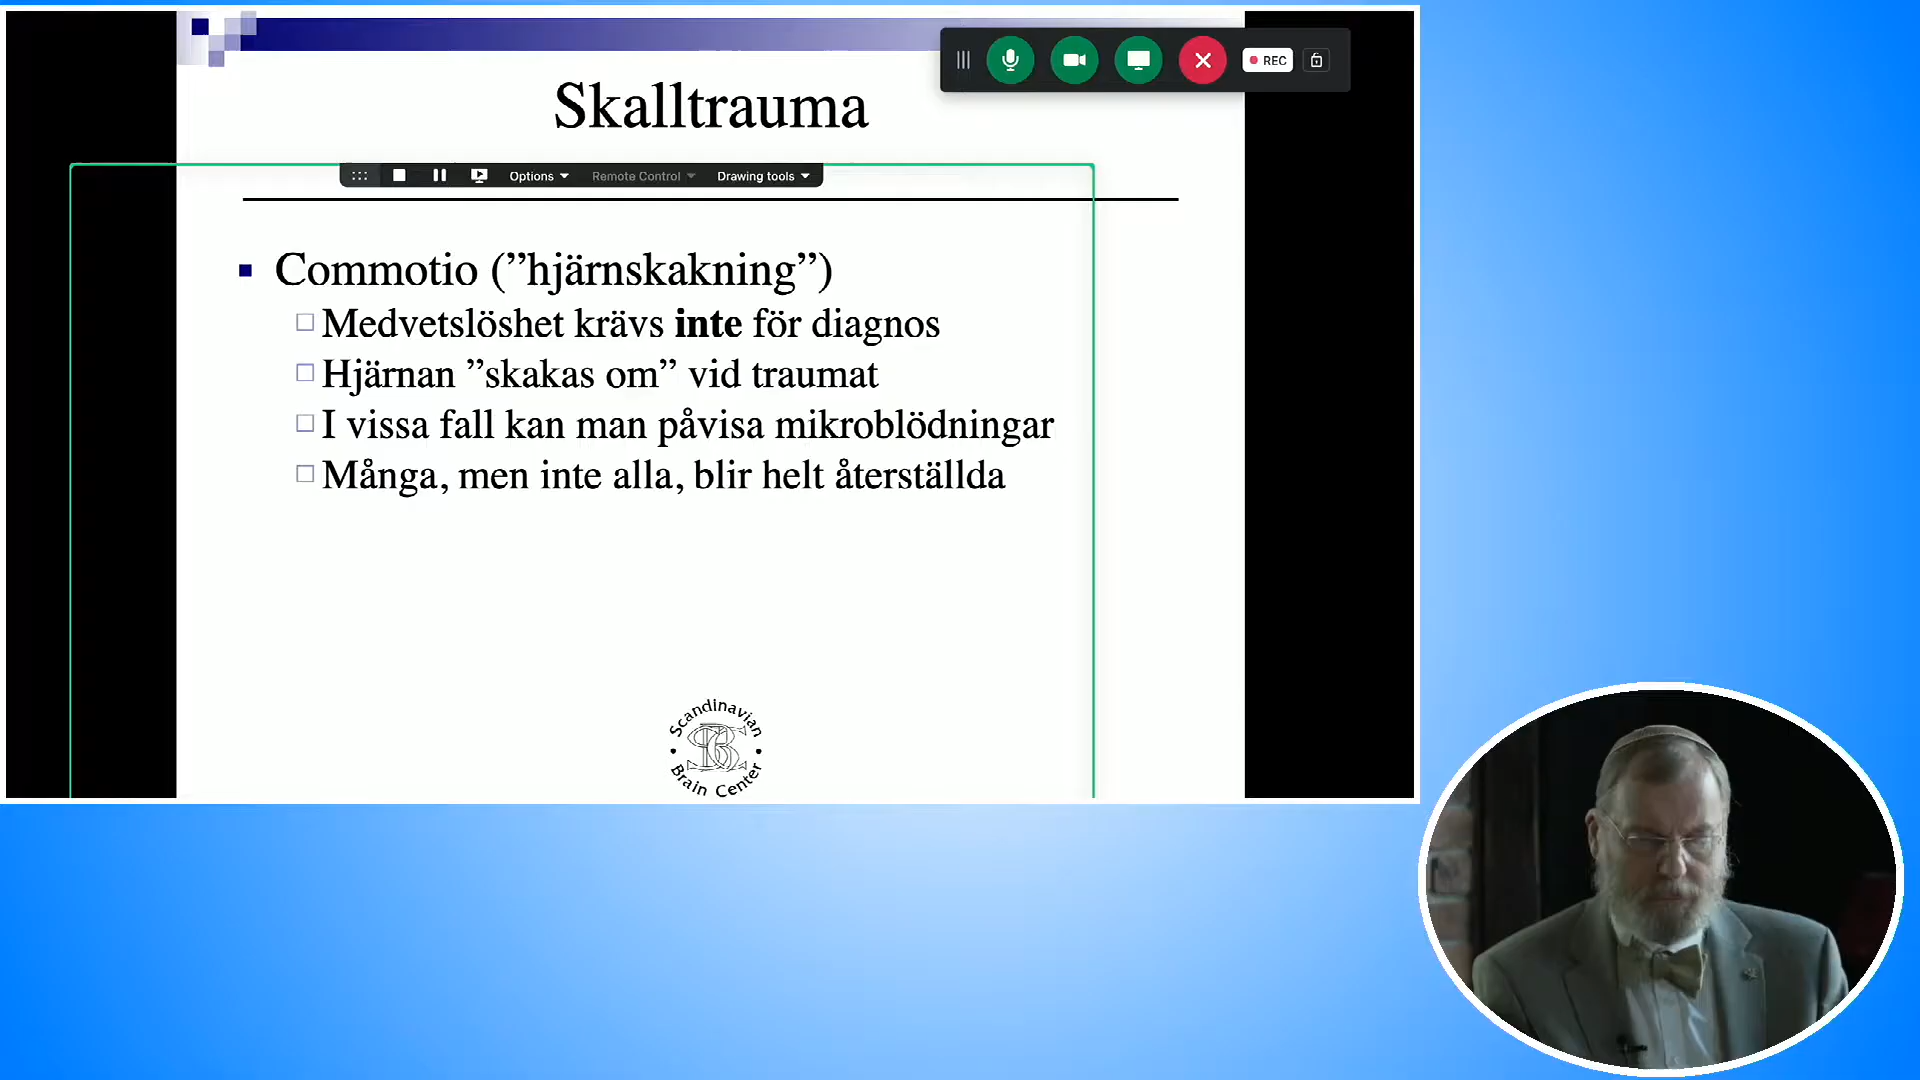 REC
Skalltrauma
Options
Remote Control
Drawing tools
Commotio (”hjärnskakning”)
Medvetslöshet krävs inte för diagnos
Hjärnan ”skakas om” vid traumat
I vissa fall kan man påvisa mikroblödningar
Många, men inte alla, blir helt återställda
Scandinavian
SBC
Brain Center